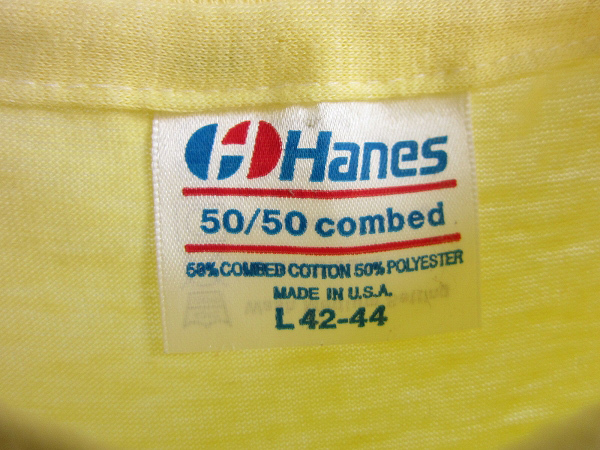 Hanes
50/50 combed
50% COMBED COTTON 50% POLYESTER
MADE IN U.S.A.
L 42-44